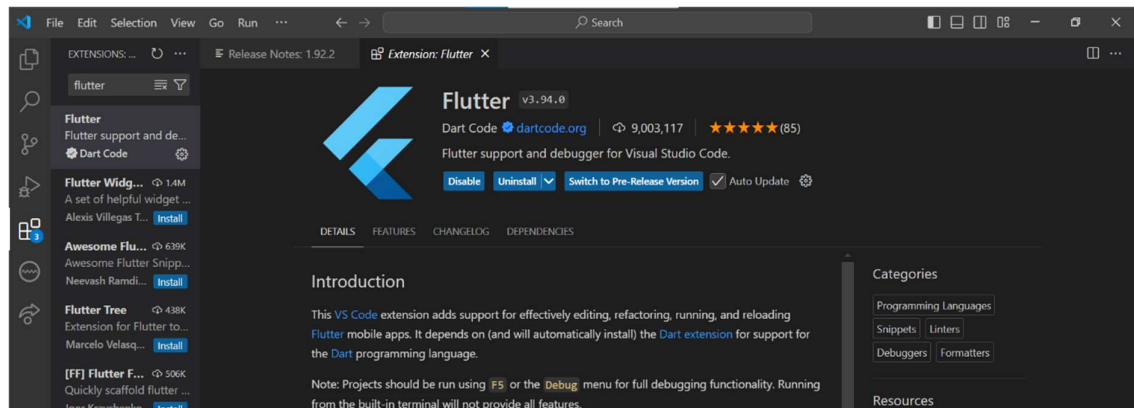 File Edit Selection View Go Run ··· Search
EXTENSIONS: ... ··· Release Notes: 1.92.2 Extension: Flutter ···
flutter
Flutter
Flutter support and de...
Dart Code
Flutter Widg... 1.4M
A set of helpful widget ...
Alexis Villegas T... Install
Awesome Flu... 639K
Awesome Flutter Snipp...
Neevash Ramdi... Install
Flutter Tree 438K
Extension for Flutter to...
Marcelo Velasq... Install
[FF] Flutter F... 506K
Quickly scaffold flutter ...
Install
3
Flutter v3.94.0
Dart Code dartcode.org 9,003,117 (85)
Flutter support and debugger for Visual Studio Code.
Disable Uninstall Switch to Pre-Release Version Auto Update
DETAILS FEATURES CHANGELOG DEPENDENCIES
Introduction
This VS Code extension adds support for effectively editing, refactoring, running, and reloading
Flutter mobile apps. It depends on (and will automatically install) the Dart extension for support for
the Dart programming language.
Note: Projects should be run using F5 or the Debug menu for full debugging functionality. Running
from the built-in terminal will not provide all features.
Categories
Programming Languages
Snippets Linters
Debuggers Formatters
Resources